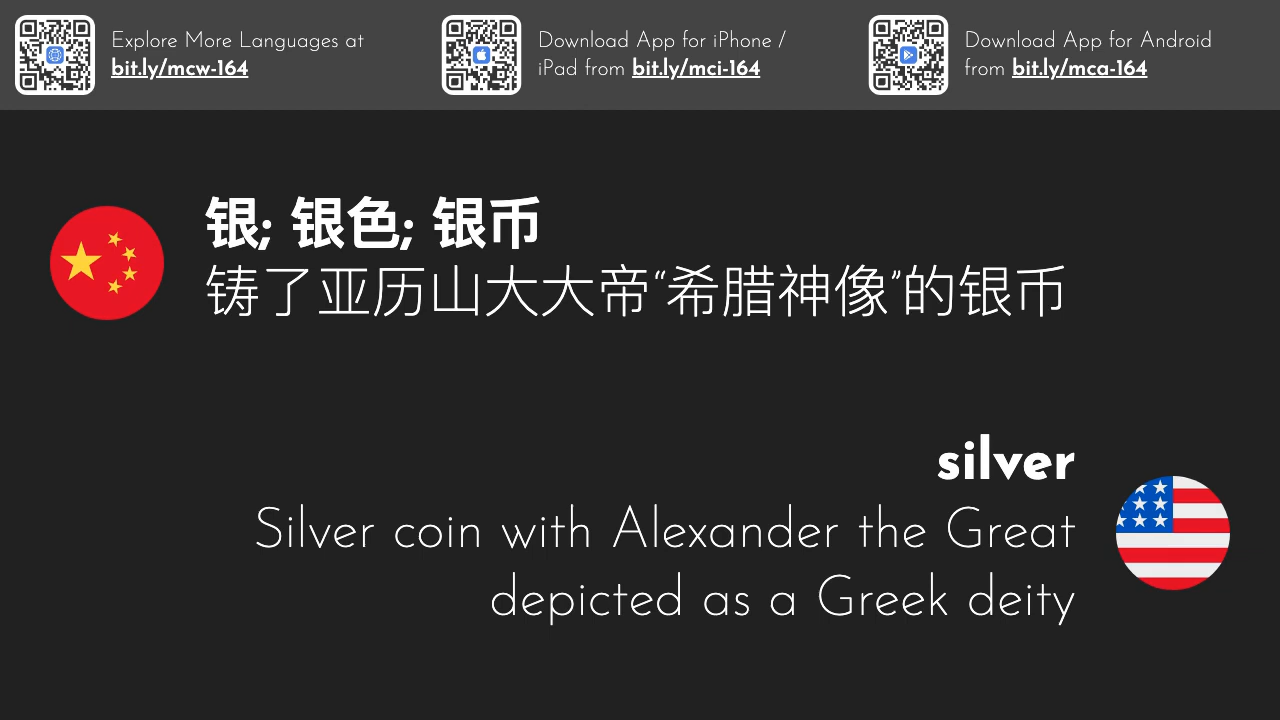 Explore More Languages at
bit.ly/mcw-164
Download App for iPhone /
iPad from bit.ly/mci-164
Download App for Android
from bit.ly/mca-164
银; 银色; 银币
铸了亚历山大大帝“希腊神像”的银币
silver
Silver coin with Alexander the Great
depicted as a Greek deity